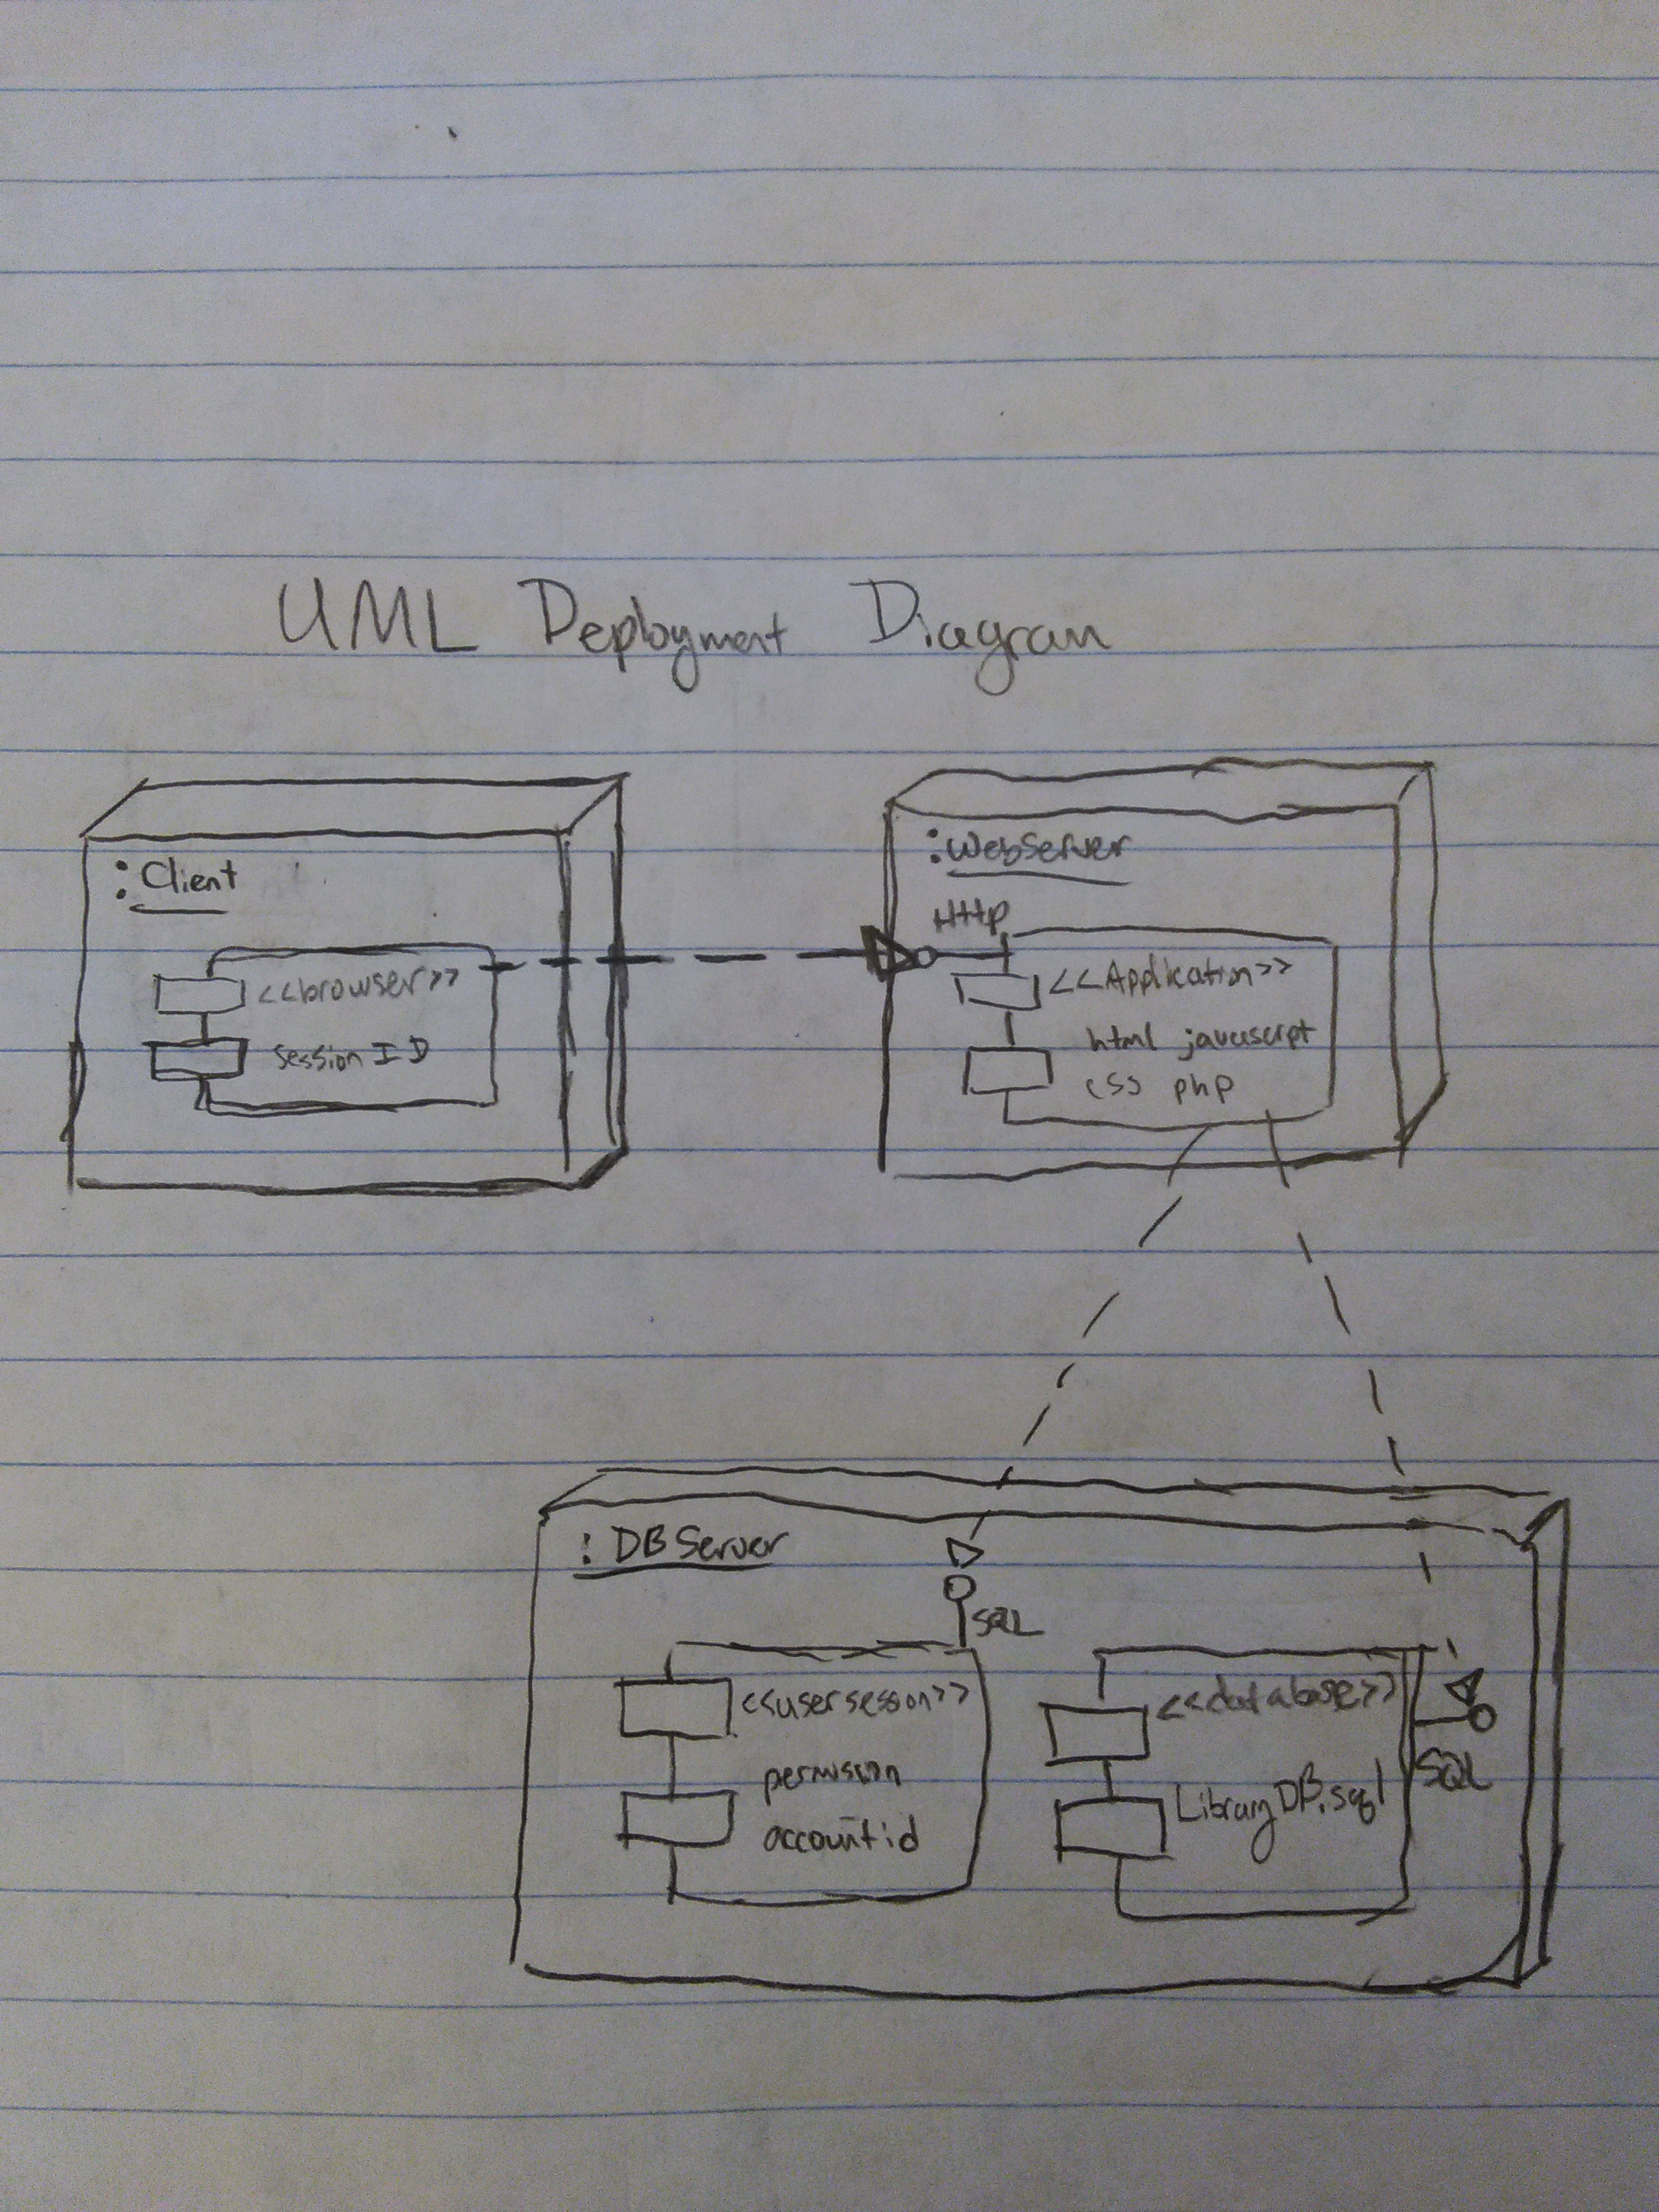 UML Deployment Diagram
:Client
<<browser>>
Session ID
:WebServer
Http
<<Application>>
html javascript
css php
:DB Server
SQL
<<usersession>>
permission
accountid
<<database>>
LibraryDB.sql
SQL